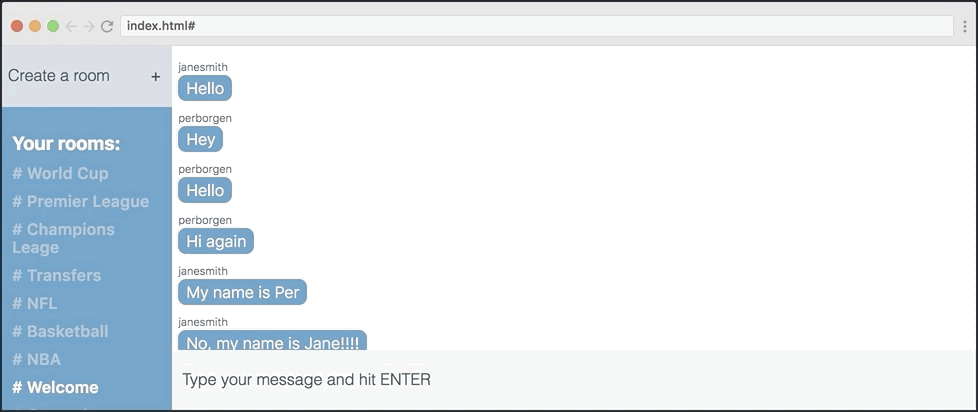 index.html#
Create a room +
Your rooms:
# World Cup
# Premier League
# Champions
Leage
# Transfers
# NFL
# Basketball
# NBA
# Welcome
janesmith
Hello
perborgen
Hey
perborgen
Hello
perborgen
Hi again
janesmith
My name is Per
janesmith
No, my name is Jane!!!!
Type your message and hit ENTER